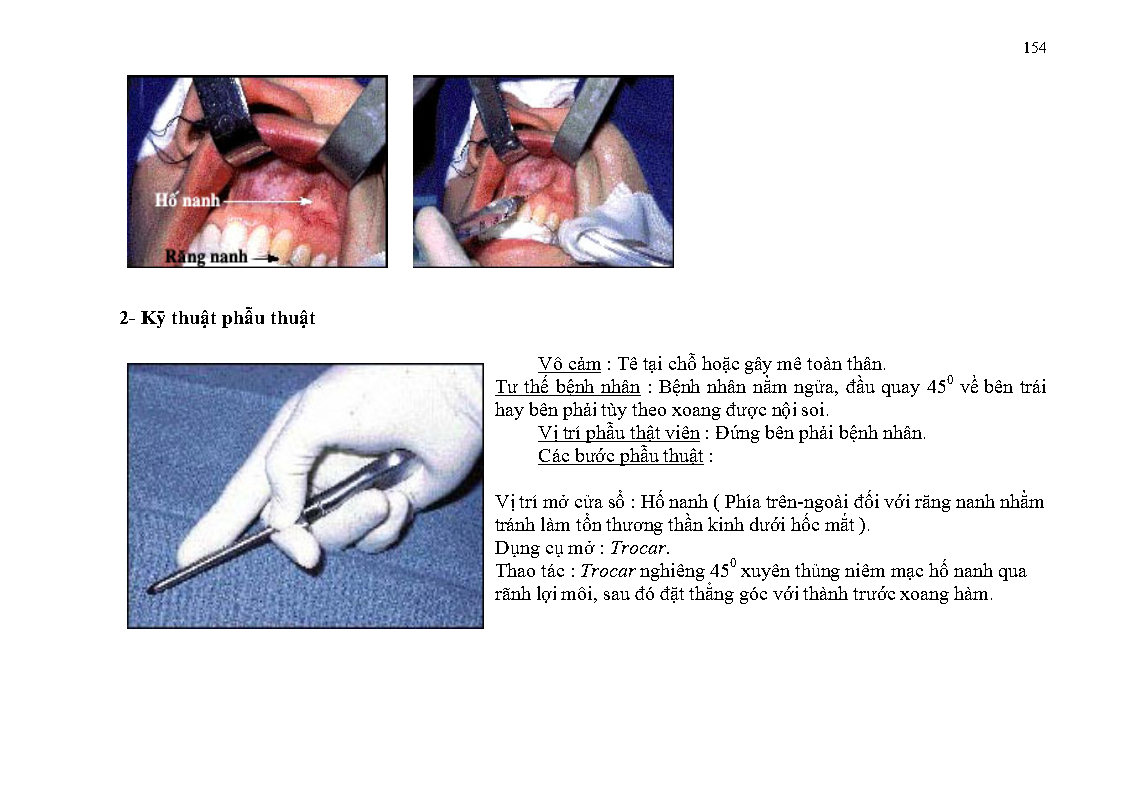 154
Hố nanh
Răng nanh
2- Kỹ thuật phẫu thuật
Vô cảm : Tê tại chỗ hoặc gây mê toàn thân.
Tư thế bệnh nhân : Bệnh nhân nằm ngửa, đầu quay 45⁰ về bên trái
hay bên phải tùy theo xoang được nội soi.
Vị trí phẫu thật viên : Đứng bên phải bệnh nhân.
Các bước phẫu thuật :
Vị trí mở cửa sổ : Hố nanh ( Phía trên-ngoài đối với răng nanh nhằm
tránh làm tổn thương thần kinh dưới hốc mắt ).
Dụng cụ mở : Trocar.
Thao tác : Trocar nghiêng 45⁰ xuyên thủng niêm mạc hố nanh qua
rãnh lợi môi, sau đó đặt thẳng góc với thành trước xoang hàm.